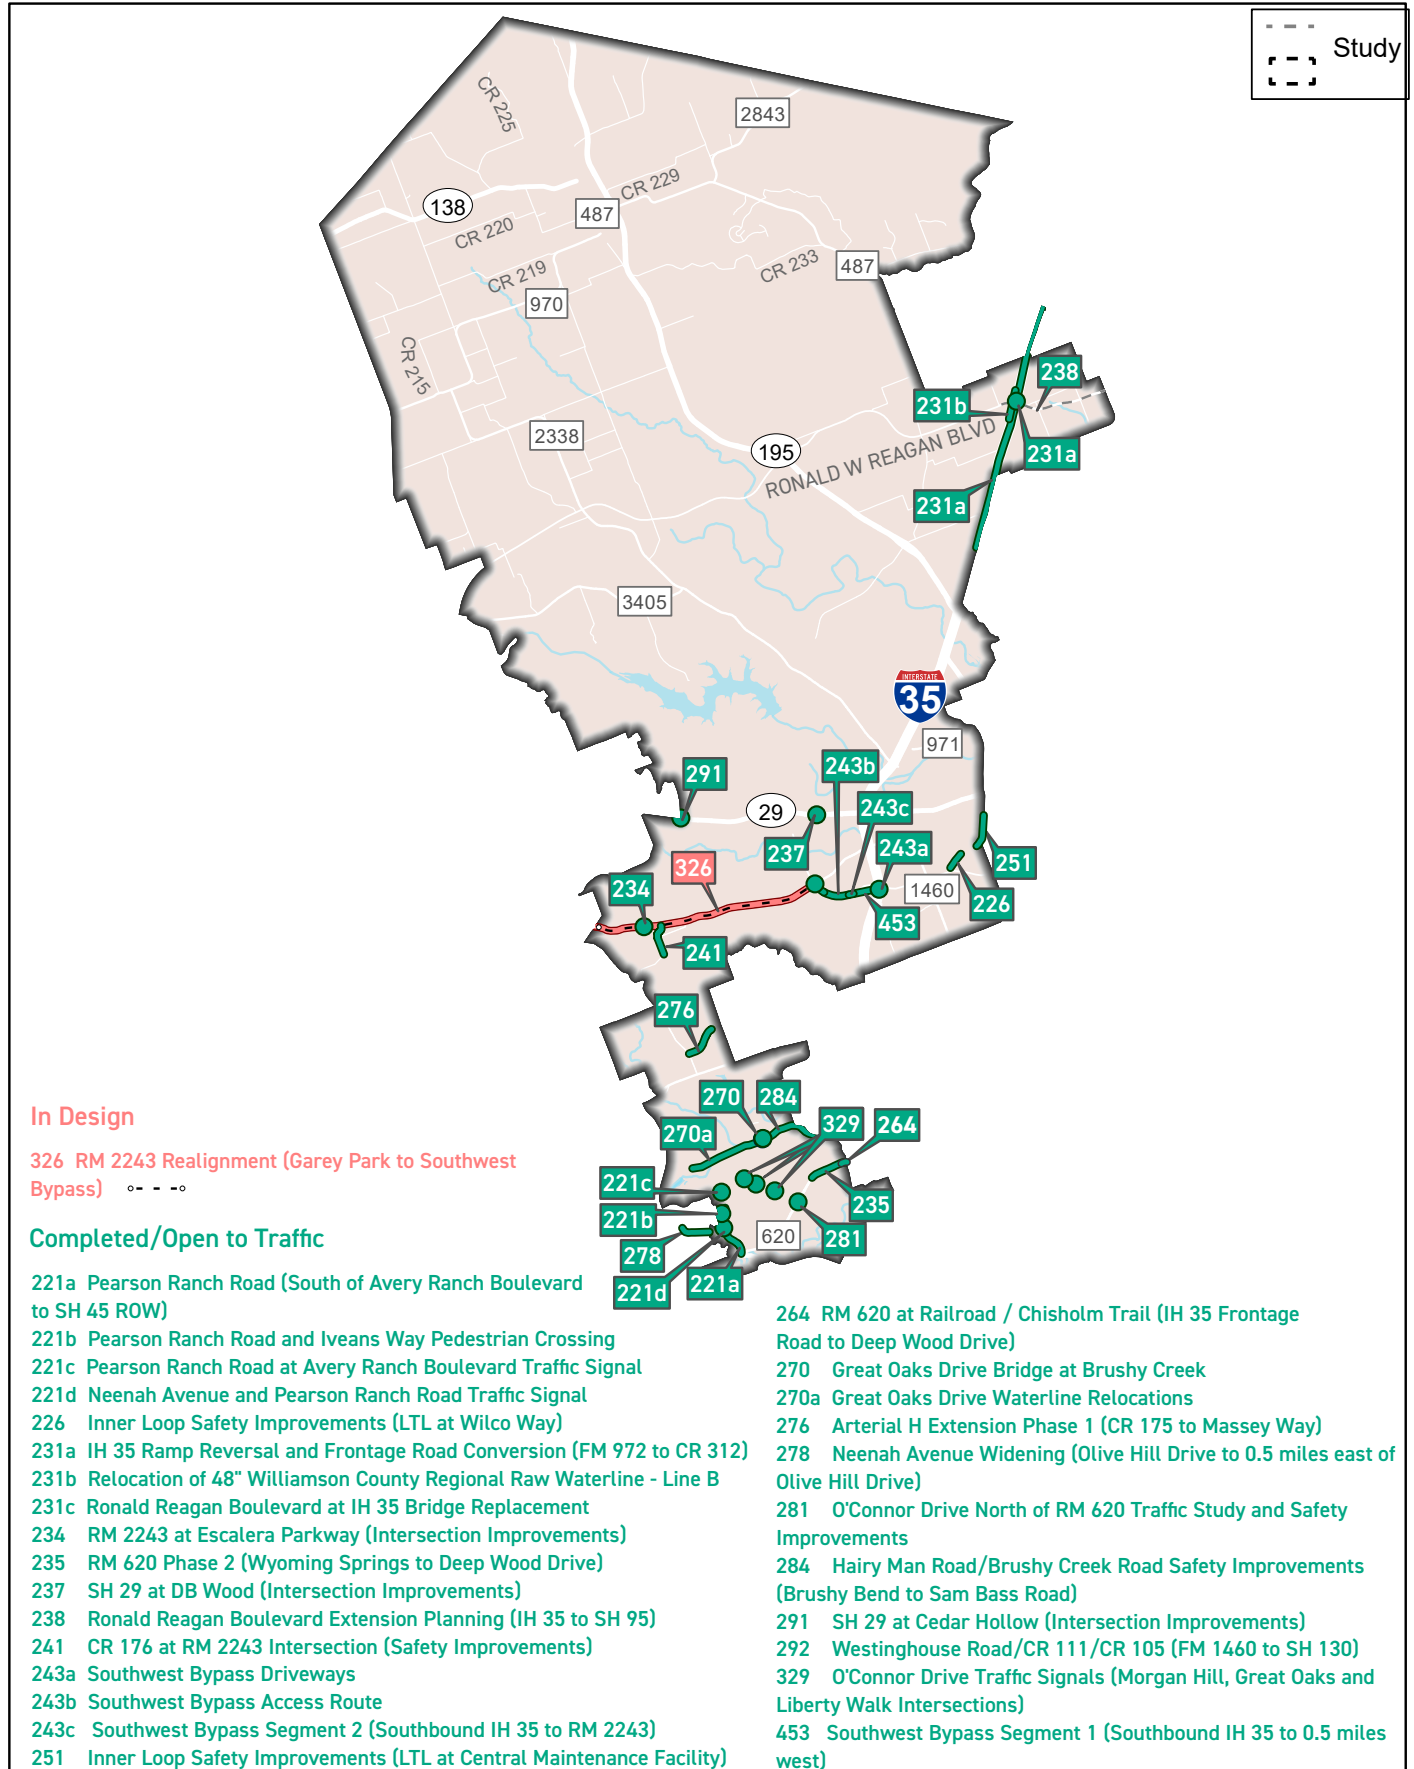 Study
CR 225
2843
138
CR 229
487
CR 220
CR 233
487
CR 219
970
CR 215
238
231b
2338
195
RONALD W REAGAN BLVD
231a
231a
3405
INTERSTATE
35
971
291
243b
29
243c
237
243a
251
326
234
1460
226
453
241
276
270
284
329
264
270a
221c
235
221b
620
281
278
221d
221a
In Design
326 RM 2243 Realignment (Garey Park to Southwest
Bypass)
Completed/Open to Traffic
221a Pearson Ranch Road (South of Avery Ranch Boulevard
to SH 45 ROW)
221b Pearson Ranch Road and Iveans Way Pedestrian Crossing
221c Pearson Ranch Road at Avery Ranch Boulevard Traffic Signal
221d Neenah Avenue and Pearson Ranch Road Traffic Signal
226 Inner Loop Safety Improvements (LTL at Wilco Way)
231a IH 35 Ramp Reversal and Frontage Road Conversion (FM 972 to CR 312)
231b Relocation of 48" Williamson County Regional Raw Waterline - Line B
231c Ronald Reagan Boulevard at IH 35 Bridge Replacement
234 RM 2243 at Escalera Parkway (Intersection Improvements)
235 RM 620 Phase 2 (Wyoming Springs to Deep Wood Drive)
237 SH 29 at DB Wood (Intersection Improvements)
238 Ronald Reagan Boulevard Extension Planning (IH 35 to SH 95)
241 CR 176 at RM 2243 Intersection (Safety Improvements)
243a Southwest Bypass Driveways
243b Southwest Bypass Access Route
243c Southwest Bypass Segment 2 (Southbound IH 35 to RM 2243)
251 Inner Loop Safety Improvements (LTL at Central Maintenance Facility)
264 RM 620 at Railroad / Chisholm Trail (IH 35 Frontage
Road to Deep Wood Drive)
270 Great Oaks Drive Bridge at Brushy Creek
270a Great Oaks Drive Waterline Relocations
276 Arterial H Extension Phase 1 (CR 175 to Massey Way)
278 Neenah Avenue Widening (Olive Hill Drive to 0.5 miles east of
Olive Hill Drive)
281 O'Connor Drive North of RM 620 Traffic Study and Safety
Improvements
284 Hairy Man Road/Brushy Creek Road Safety Improvements
(Brushy Bend to Sam Bass Road)
291 SH 29 at Cedar Hollow (Intersection Improvements)
292 Westinghouse Road/CR 111/CR 105 (FM 1460 to SH 130)
329 O'Connor Drive Traffic Signals (Morgan Hill, Great Oaks and
Liberty Walk Intersections)
453 Southwest Bypass Segment 1 (Southbound IH 35 to 0.5 miles
west)